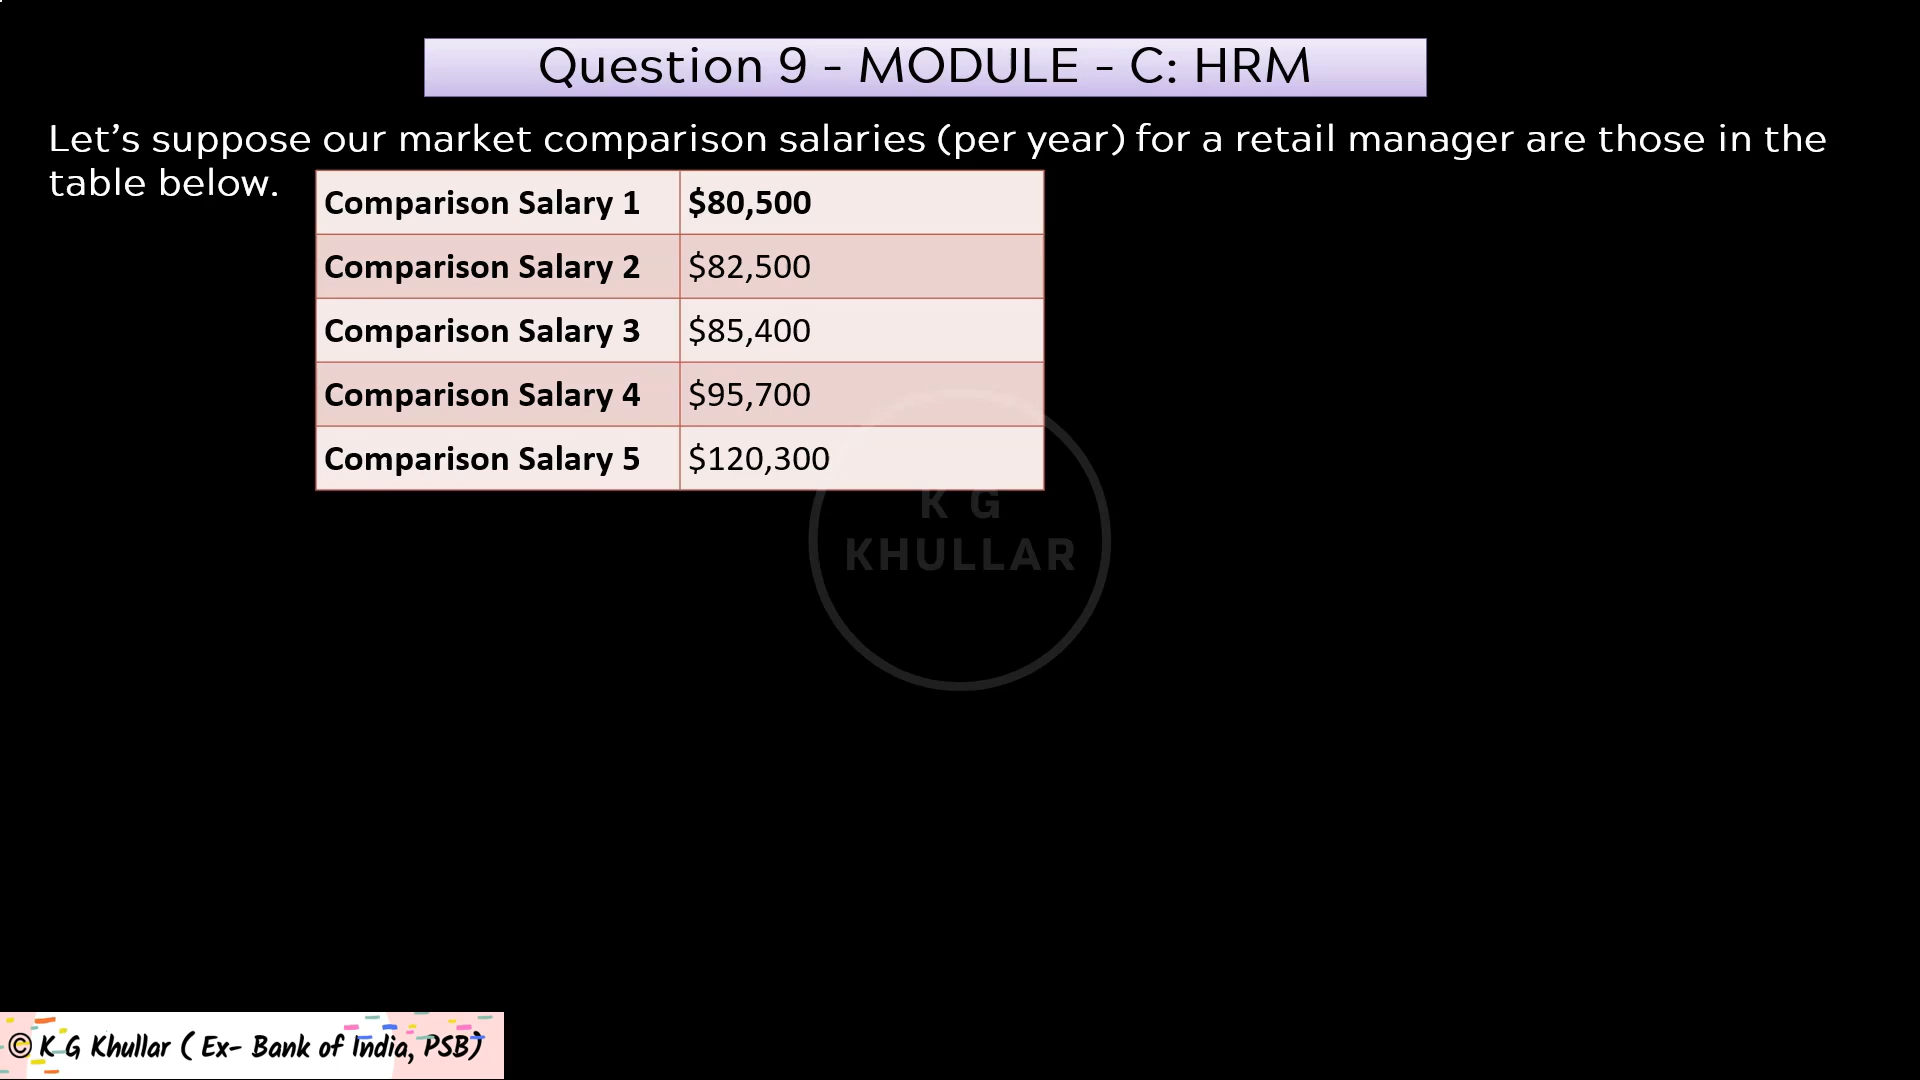 Question 9 - MODULE - C: HRM
Let’s suppose our market comparison salaries (per year) for a retail manager are those in the
table below.
Comparison Salary 1 $80,500
Comparison Salary 2 $82,500
Comparison Salary 3 $85,400
Comparison Salary 4 $95,700
Comparison Salary 5 $120,300
K G
KHULLAR
© K G Khullar ( Ex- Bank of India, PSB)